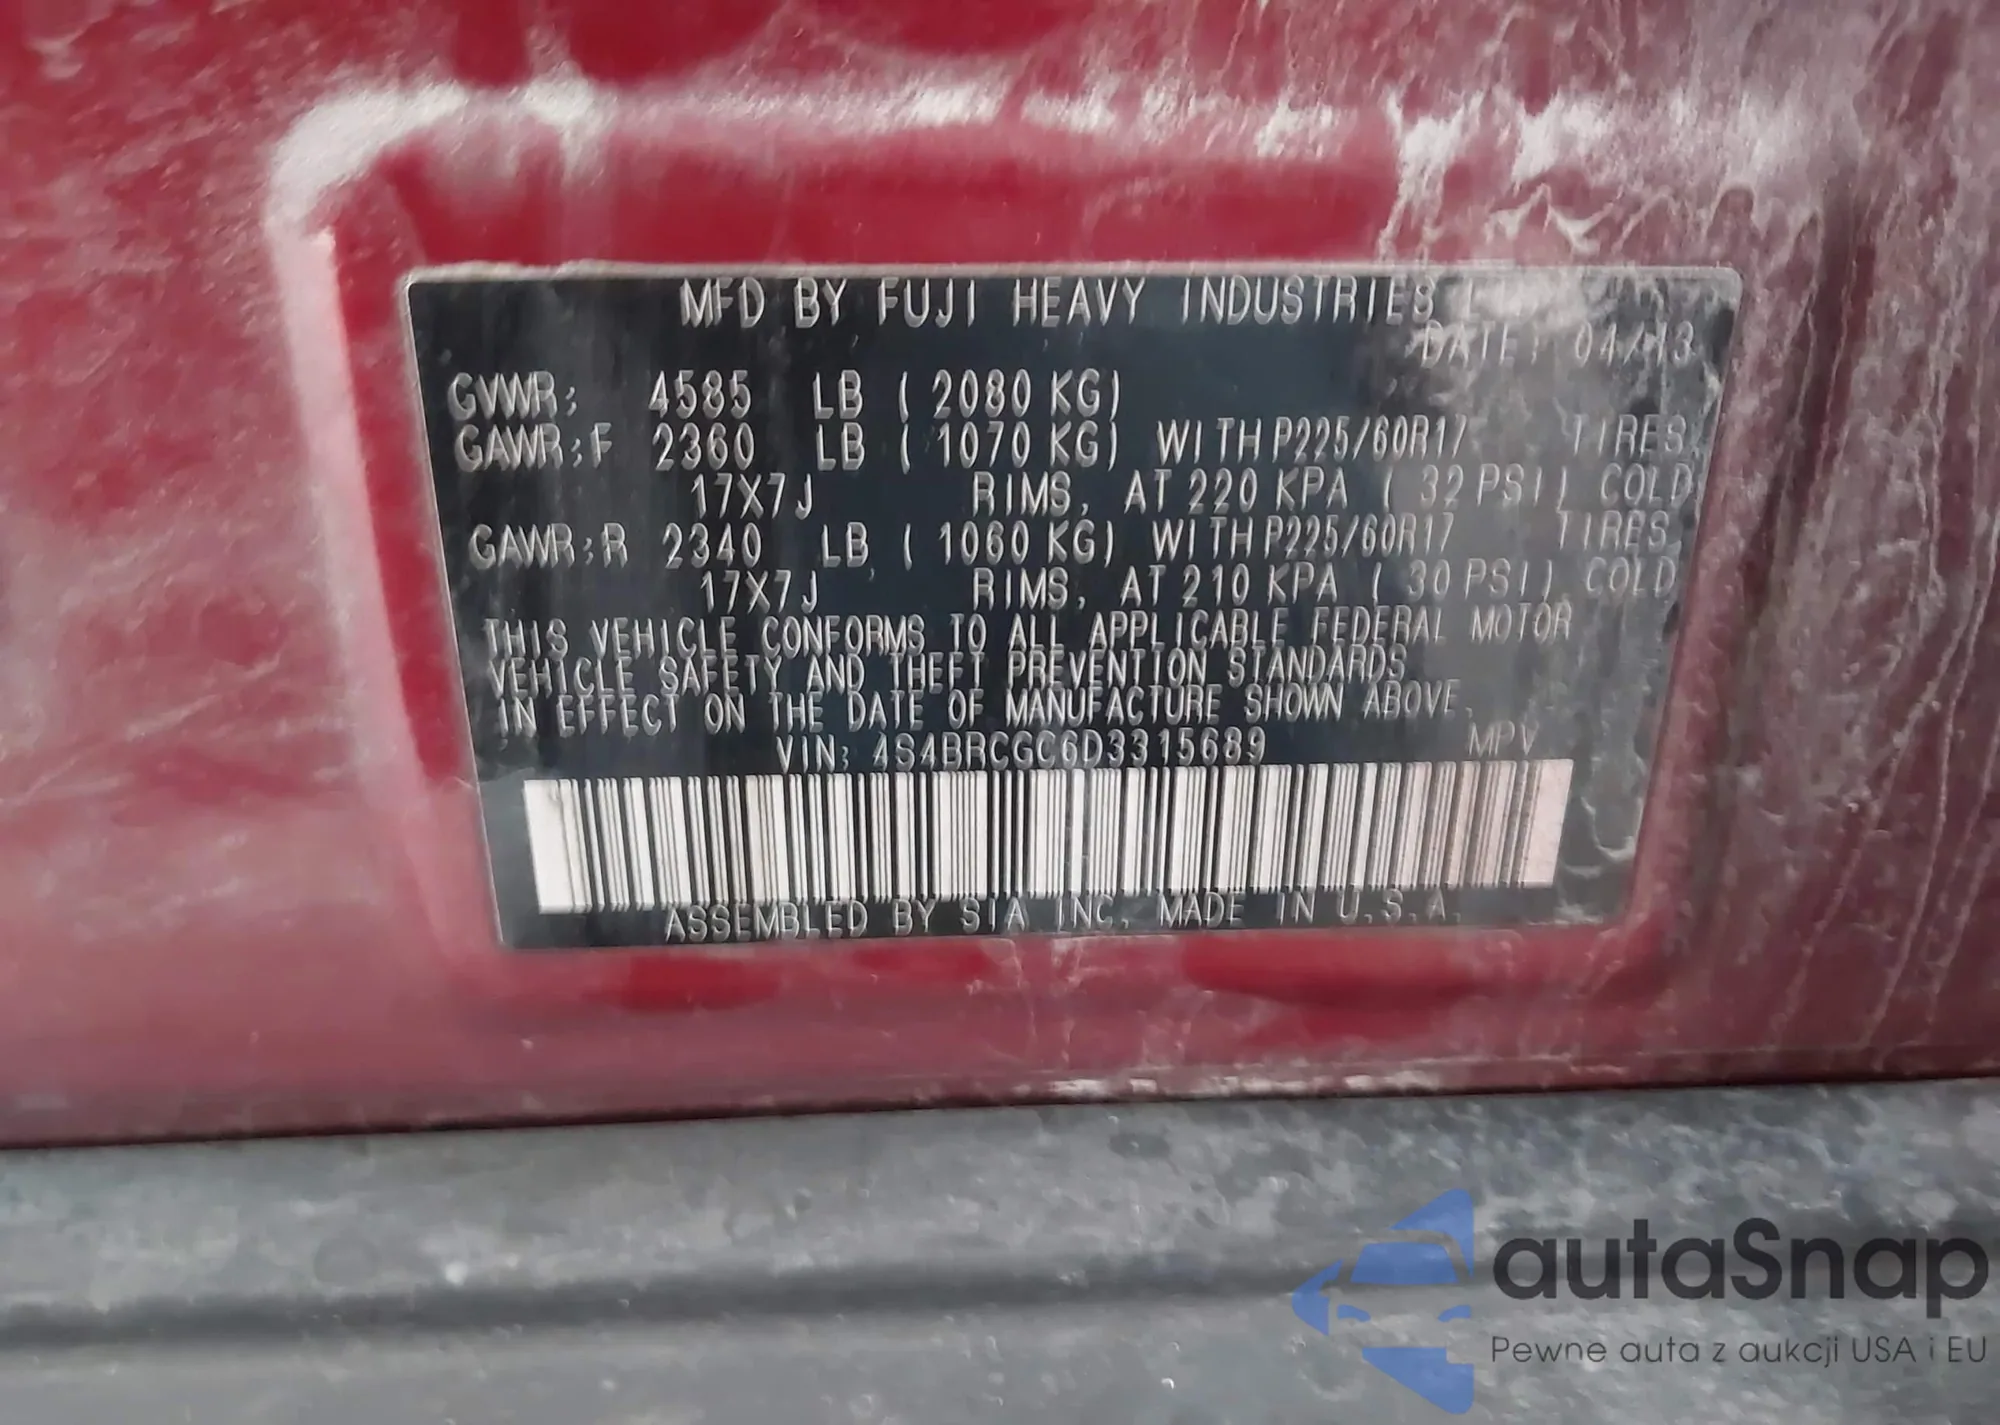 MFD BY FUJI HEAVY INDUSTRIES LTD.
DATE: 04/13
GVWR: 4585 LB ( 2080 KG)
GAWR:F 2360 LB ( 1070 KG) WITH P225/60R17 TIRES,
17X7J RIMS, AT 220 KPA ( 32 PSI) COLD
GAWR:R 2340 LB ( 1060 KG) WITH P225/60R17 TIRES,
17X7J RIMS, AT 210 KPA ( 30 PSI) COLD
THIS VEHICLE CONFORMS TO ALL APPLICABLE FEDERAL MOTOR
VEHICLE SAFETY AND THEFT PREVENTION STANDARDS
IN EFFECT ON THE DATE OF MANUFACTURE SHOWN ABOVE.
VIN: 4S4BRCGC6D3315689 MPV
ASSEMBLED BY SIA INC. MADE IN U.S.A.
autaSnap
Pewne auta z aukcji USA i EU